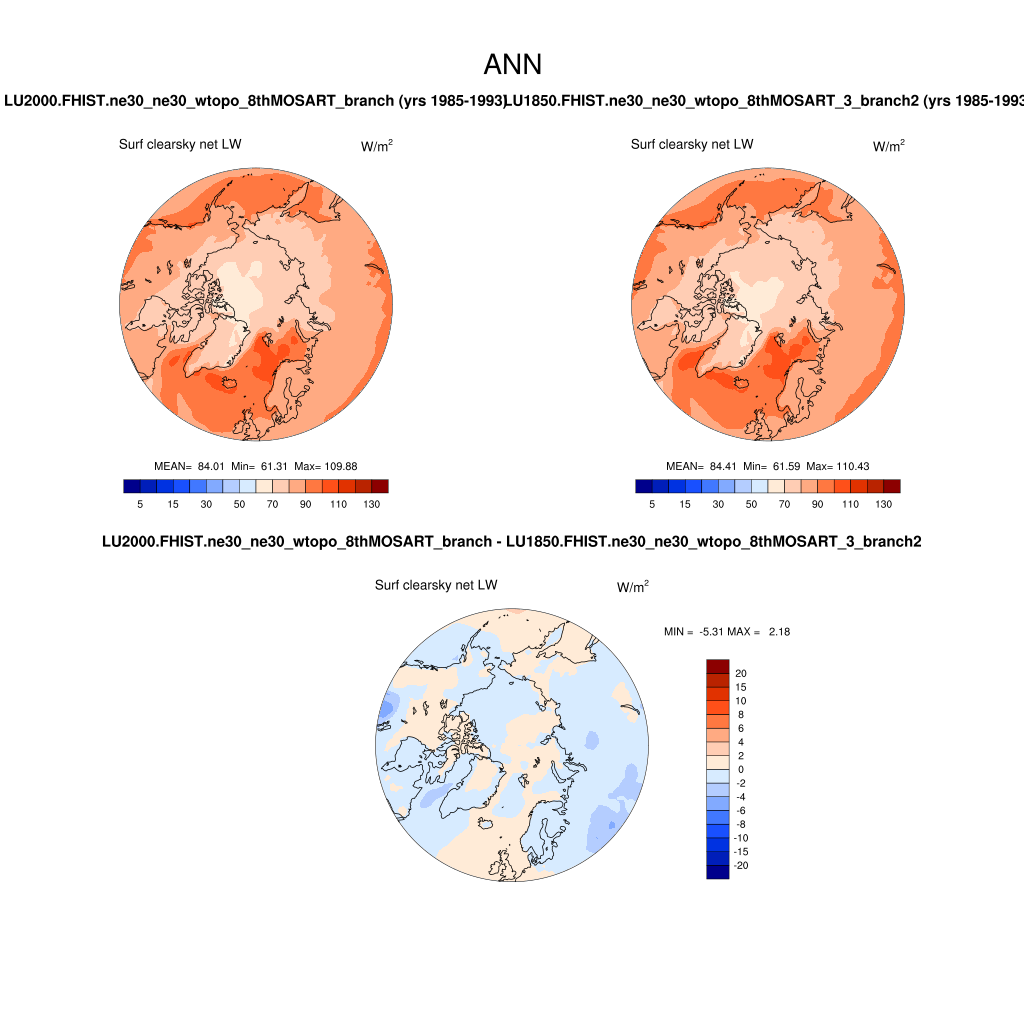 ANN
LU2000.FHIST.ne30_ne30_wtopo_8thMOSART_branch (yrs 1985-1993)
LU1850.FHIST.ne30_ne30_wtopo_8thMOSART_3_branch2 (yrs 1985-1993
Surf clearsky net LW W/m²
Surf clearsky net LW W/m²
MEAN= 84.01 Min= 61.31 Max= 109.88
MEAN= 84.41 Min= 61.59 Max= 110.43
5 15 30 50 70 90 110 130
5 15 30 50 70 90 110 130
LU2000.FHIST.ne30_ne30_wtopo_8thMOSART_branch - LU1850.FHIST.ne30_ne30_wtopo_8thMOSART_3_branch2
Surf clearsky net LW W/m²
MIN = -5.31 MAX = 2.18
20
15
10
8
6
4
2
0
-2
-4
-6
-8
-10
-15
-20